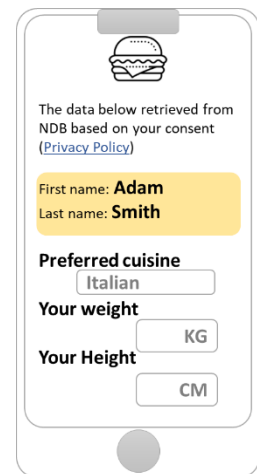 The data below retrieved from
NDB based on your consent
(Privacy Policy)
First name: Adam
Last name: Smith
Preferred cuisine
Italian
Your weight
KG
Your Height
CM